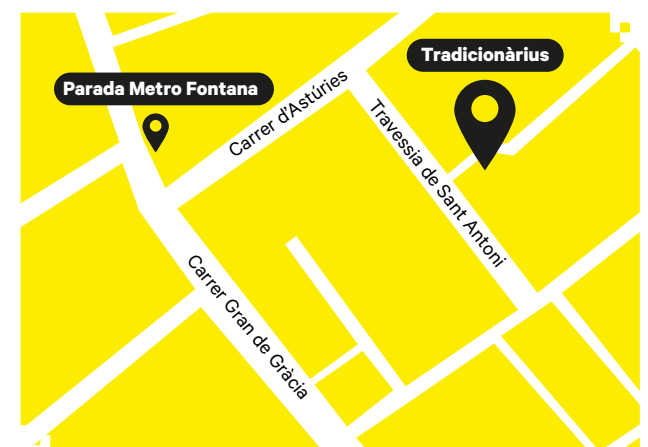 Tradicionàrius
Parada Metro Fontana
Carrer d'Astúries
Travessia de Sant Antoni
Carrer Gran de Gràcia